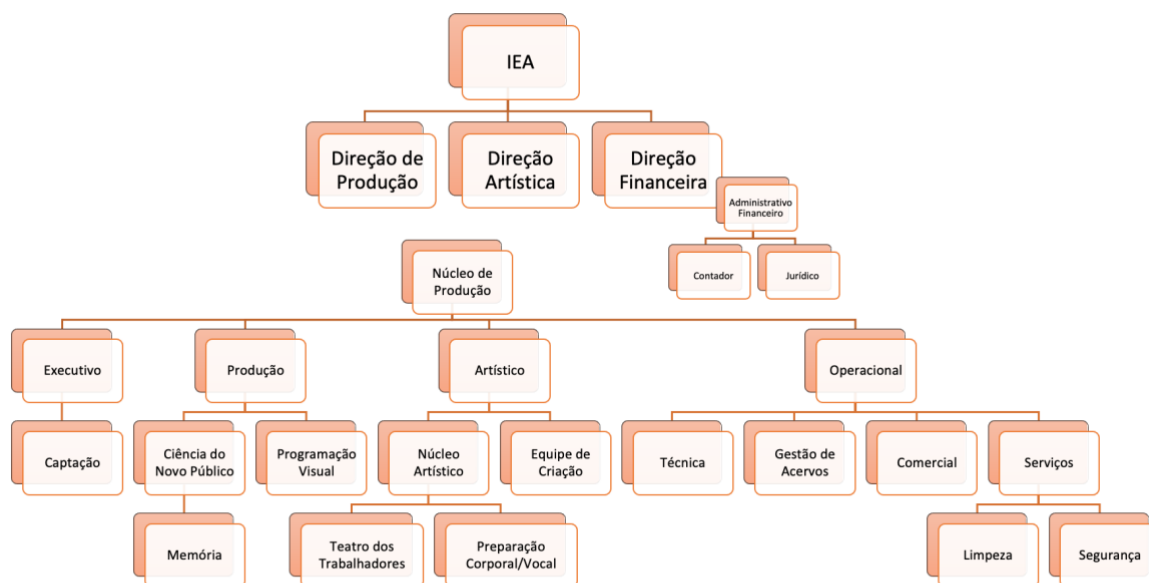 IEA
Direção de
Produção
Direção
Artística
Direção
Financeira
Administrativo
Financeiro
Contador
Jurídico
Núcleo de
Produção
Executivo
Produção
Artístico
Operacional
Captação
Ciência do
Novo Público
Programação
Visual
Núcleo
Artístico
Equipe de
Criação
Técnica
Gestão de
Acervos
Comercial
Serviços
Memória
Teatro dos
Trabalhadores
Preparação
Corporal/Vocal
Limpeza
Segurança